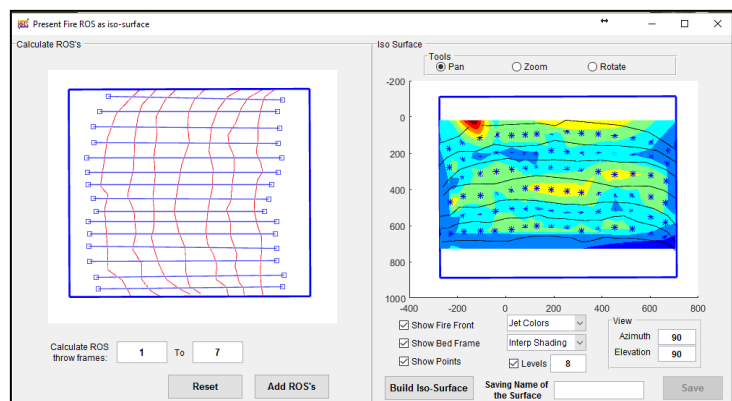 Present Fire ROS as iso-surface
Calculate ROS's
Calculate ROS
throw frames:
1
To
7
Reset
Add ROS's
Iso Surface
Tools
Pan
Zoom
Rotate
-200
0
200
400
600
800
1000
-400
-200
0
200
400
600
800
Show Fire Front
Jet Colors
Show Bed Frame
Interp Shading
Show Points
Levels
8
View
Azimuth
90
Elevation
90
Build Iso-Surface
Saving Name of
the Surface
Save